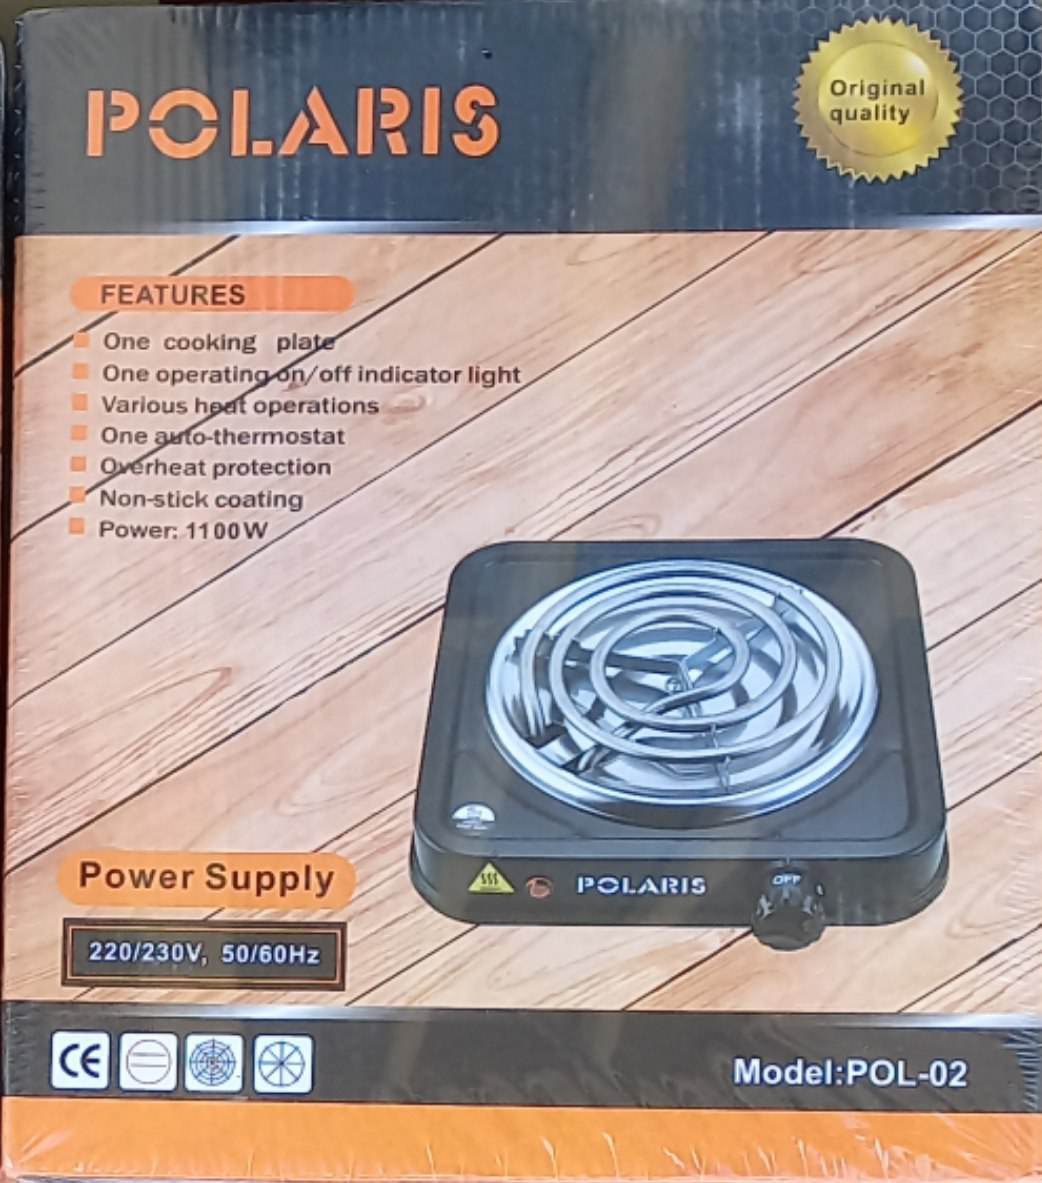 POLARIS
Original
quality
FEATURES
One cooking plate
One operating on/off indicator light
Various heat operations
One auto-thermostat
Overheat protection
Non-stick coating
Power: 1100W
POLARIS
OFF
Power Supply
220/230V, 50/60Hz
CE
Model:POL-02